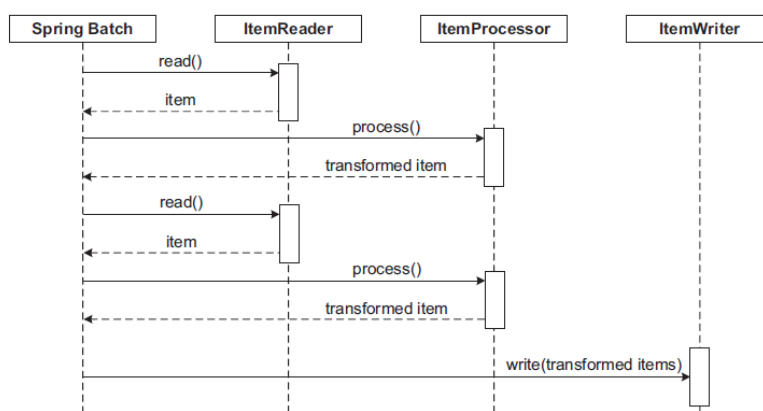 Spring Batch ItemReader ItemProcessor ItemWriter
read()
item
process()
transformed item
read()
item
process()
transformed item
write(transformed items)